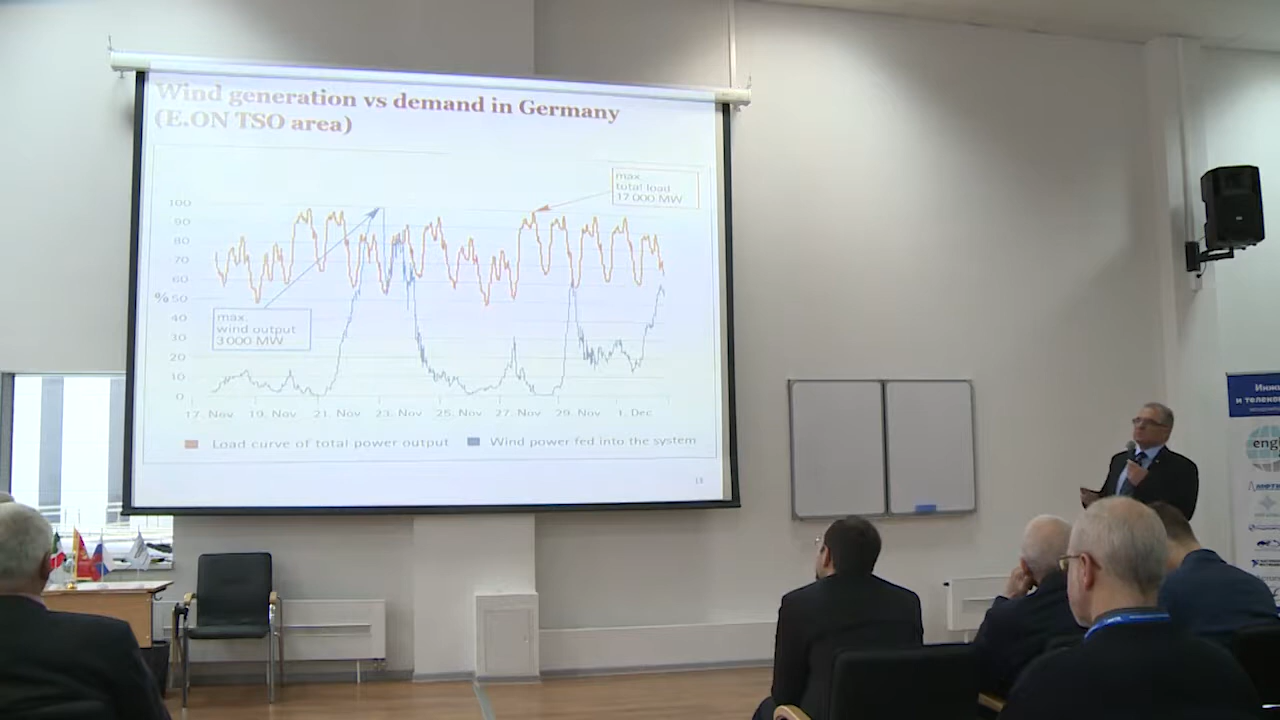 Wind generation vs demand in Germany
(E.ON TSO area)
max.
total load
17 000 MW
100
90
80
70
60
% 50
40
30
20
10
0
max.
wind output
3 000 MW
17. Nov 19. Nov 21. Nov 23. Nov 25. Nov 27. Nov 29. Nov 1. Dec
Load curve of total power output Wind power fed into the system
и
engi